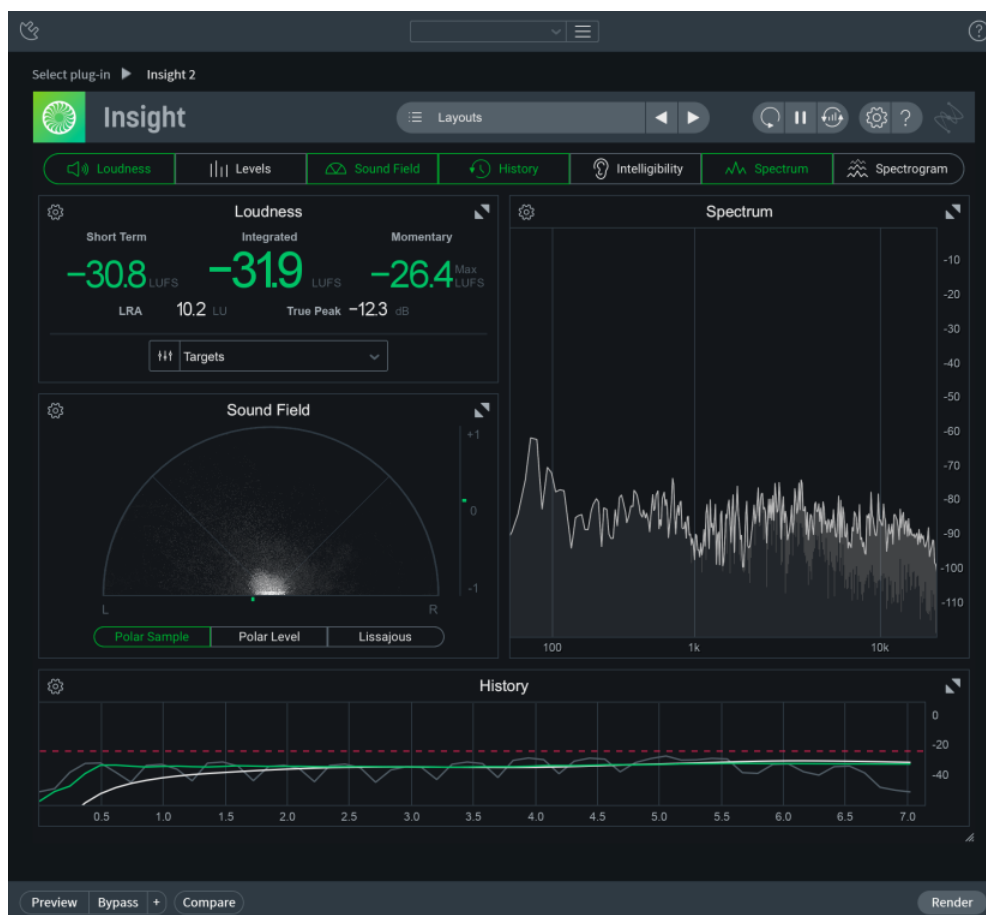 Select plug-in Insight 2
Insight Layouts ?
Loudness Levels Sound Field History Intelligibility Spectrum Spectrogram
Loudness
Short Term Integrated Momentary
-30.8 LUFS -31.9 LUFS -26.4 Max LUFS
LRA 10.2 LU True Peak -12.3 dB
Targets
Spectrum
-10
-20
-30
-40
-50
-60
-70
-80
-90
-100
-110
100 1k 10k
Sound Field
+1
0
-1
L R
Polar Sample Polar Level Lissajous
History
0
-20
-40
0.5 1.0 1.5 2.0 2.5 3.0 3.5 4.0 4.5 5.0 5.5 6.0 6.5 7.0
Preview Bypass + Compare Render